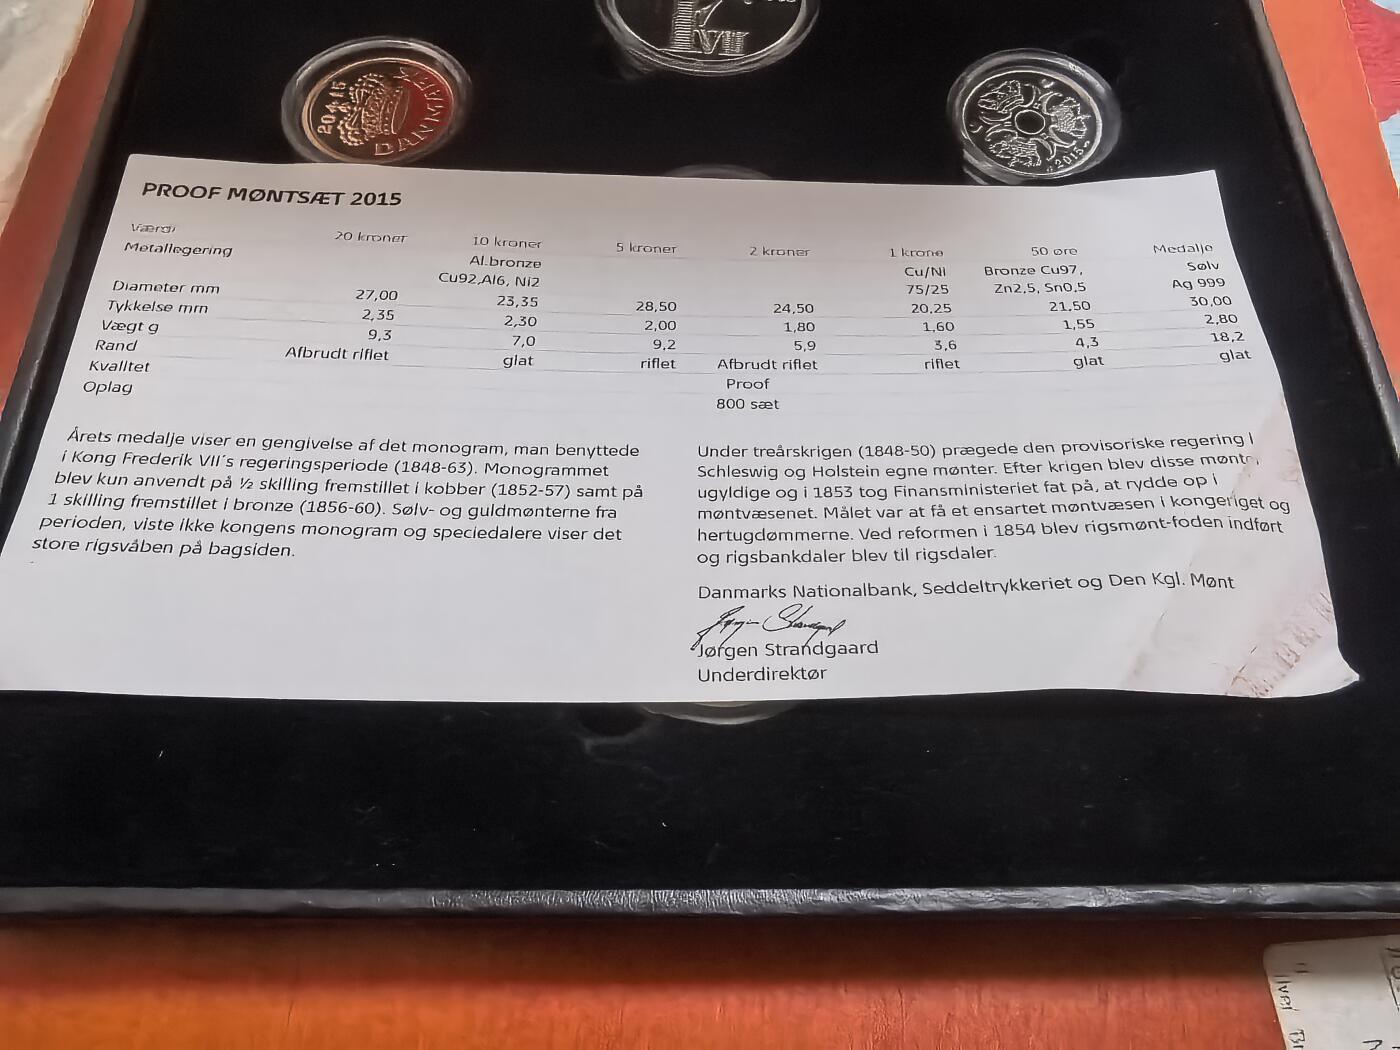 VII
DANMARK
2015
2015
PROOF MØNTSÆT 2015
Værdi 20 kroner 10 kroner 5 kroner 2 kroner 1 krone 50 øre Medalje
Metallegering Al.bronze Cu/Ni Bronze Cu97, Sølv
Cu92,Al6, Ni2 75/25 Zn2,5, Sn0,5 Ag 999
Diameter mm 27,00 23,35 28,50 24,50 20,25 21,50 30,00
Tykkelse mm 2,35 2,30 2,00 1,80 1,60 1,55 2,80
Vægt g 9,3 7,0 9,2 5,9 3,6 4,3 18,2
Rand Afbrudt riflet glat riflet Afbrudt riflet riflet glat glat
Kvalitet Proof
Oplag 800 sæt
Årets medalje viser en gengivelse af det monogram, man benyttede
i Kong Frederik VII´s regeringsperiode (1848-63). Monogrammet
blev kun anvendt på ½ skilling fremstillet i kobber (1852-57) samt på
1 skilling fremstillet i bronze (1856-60). Sølv- og guldmønterne fra
perioden, viste ikke kongens monogram og speciedalere viser det
store rigsvåben på bagsiden.
Under treårskrigen (1848-50) prægede den provisoriske regering i
Schleswig og Holstein egne mønter. Efter krigen blev disse mønt
ugyldige og i 1853 tog Finansministeriet fat på, at rydde op i
møntvæsenet. Målet var at få et ensartet møntvæsen i kongeriget og
hertugdømmerne. Ved reformen i 1854 blev rigsmønt-foden indført
og rigsbankdaler blev til rigsdaler.
Danmarks Nationalbank, Seddeltrykkeriet og Den Kgl. Mønt
Jørgen Strandgaard
Underdirektør